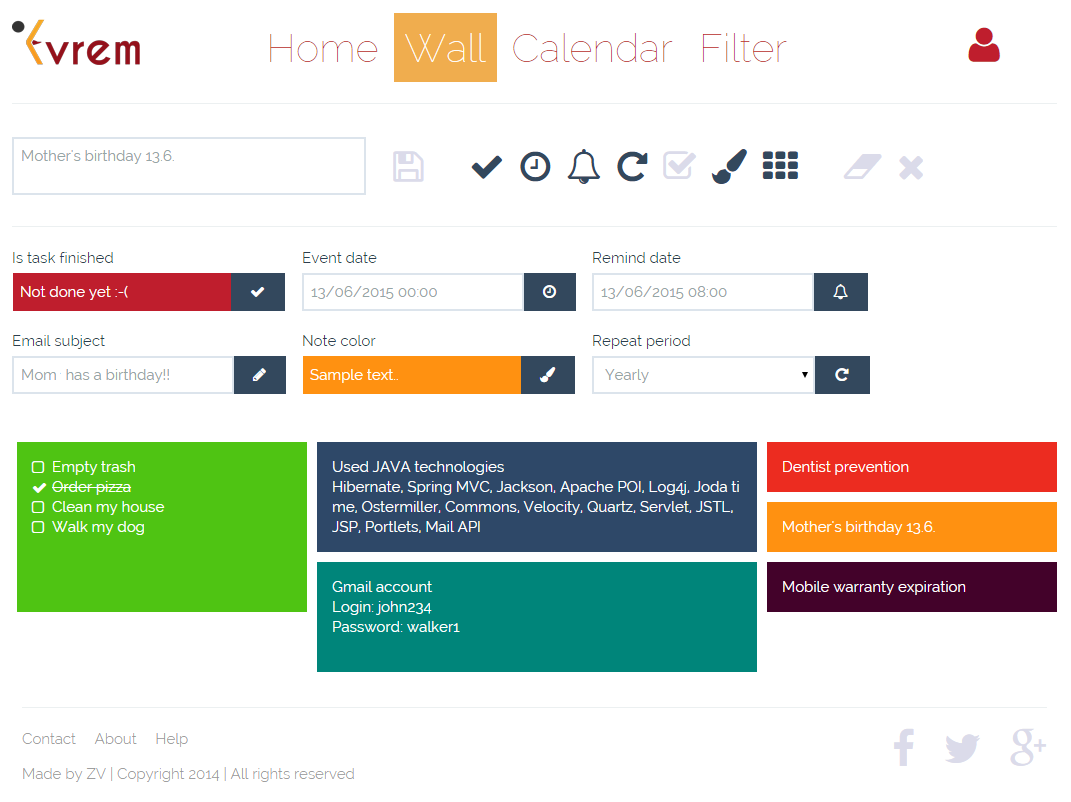 Evrem
Home Wall Calendar Filter
Mother's birthday 13.6.
Is task finished
Event date
Remind date
Not done yet :-(
13/06/2015 00:00
13/06/2015 08:00
Email subject
Note color
Repeat period
Mom has a birthday!!
Sample text..
Yearly
Empty trash
Order pizza
Clean my house
Walk my dog
Used JAVA technologies
Hibernate, Spring MVC, Jackson, Apache POI, Log4j, Joda ti
me, Ostermiller, Commons, Velocity, Quartz, Servlet, JSTL,
JSP, Portlets, Mail API
Gmail account
Login: john234
Password: walker1
Dentist prevention
Mother's birthday 13.6.
Mobile warranty expiration
Contact About Help
Made by ZV | Copyright 2014 | All rights reserved